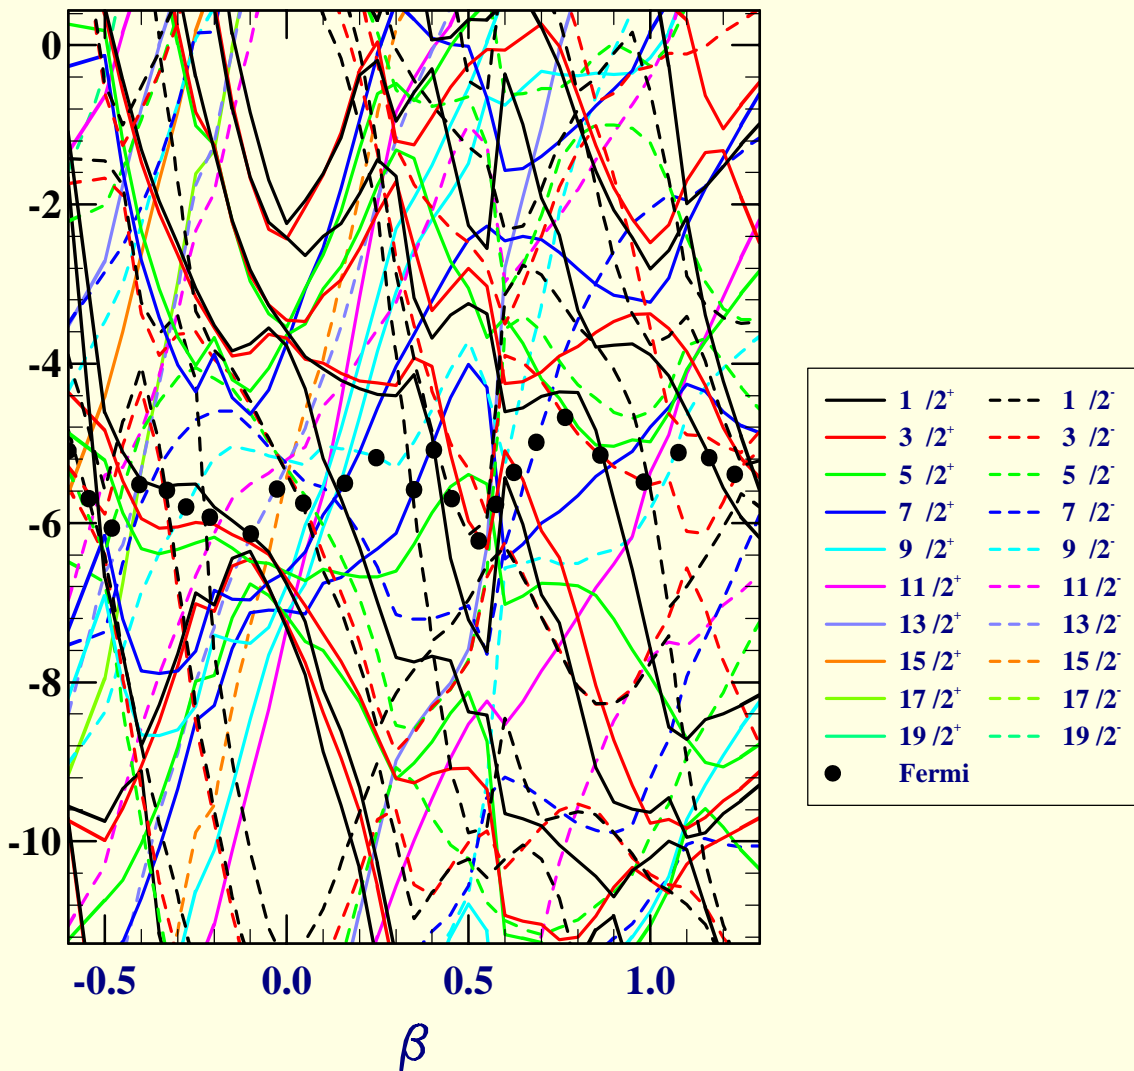 0
-2
-4
-6
-8
-10
-0.5 0.0 0.5 1.0
β
1 /2+ 1 /2-
3 /2+ 3 /2-
5 /2+ 5 /2-
7 /2+ 7 /2-
9 /2+ 9 /2-
11 /2+ 11 /2-
13 /2+ 13 /2-
15 /2+ 15 /2-
17 /2+ 17 /2-
19 /2+ 19 /2-
Fermi